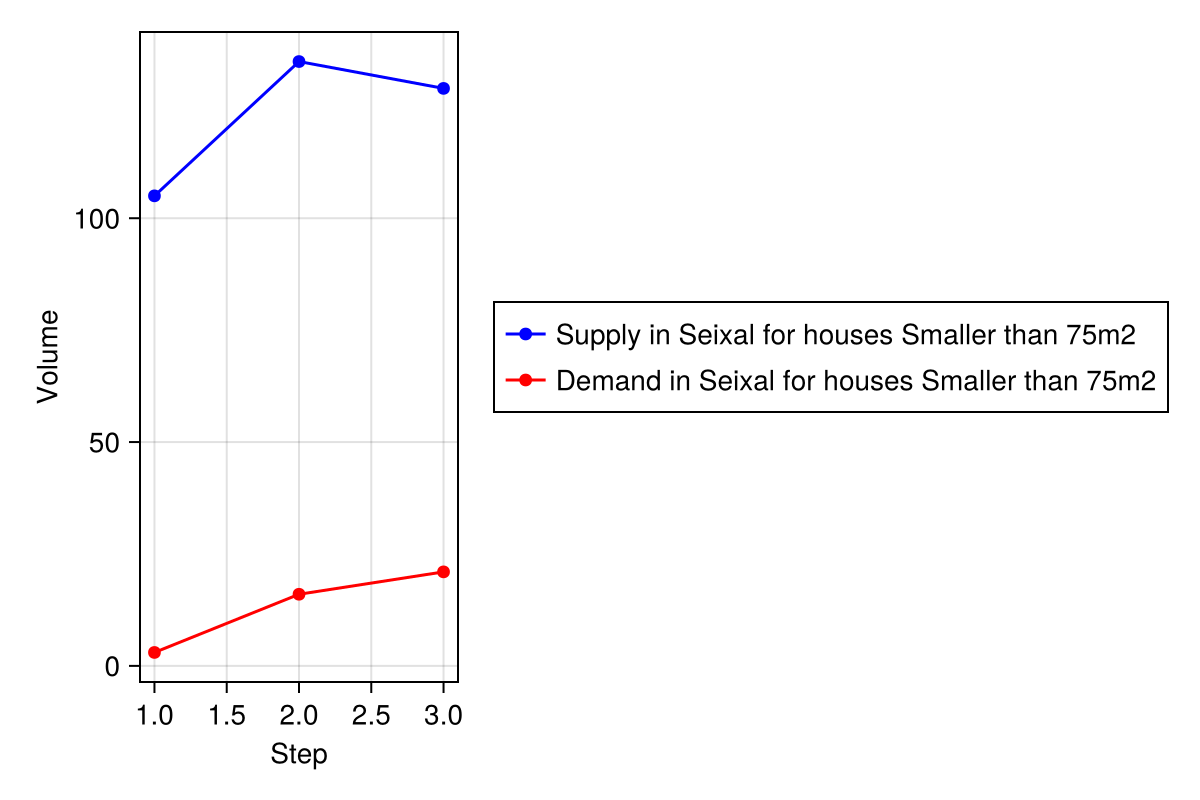 100
50
0
Volume
1.0 1.5 2.0 2.5 3.0
Step
Supply in Seixal for houses Smaller than 75m2
Demand in Seixal for houses Smaller than 75m2